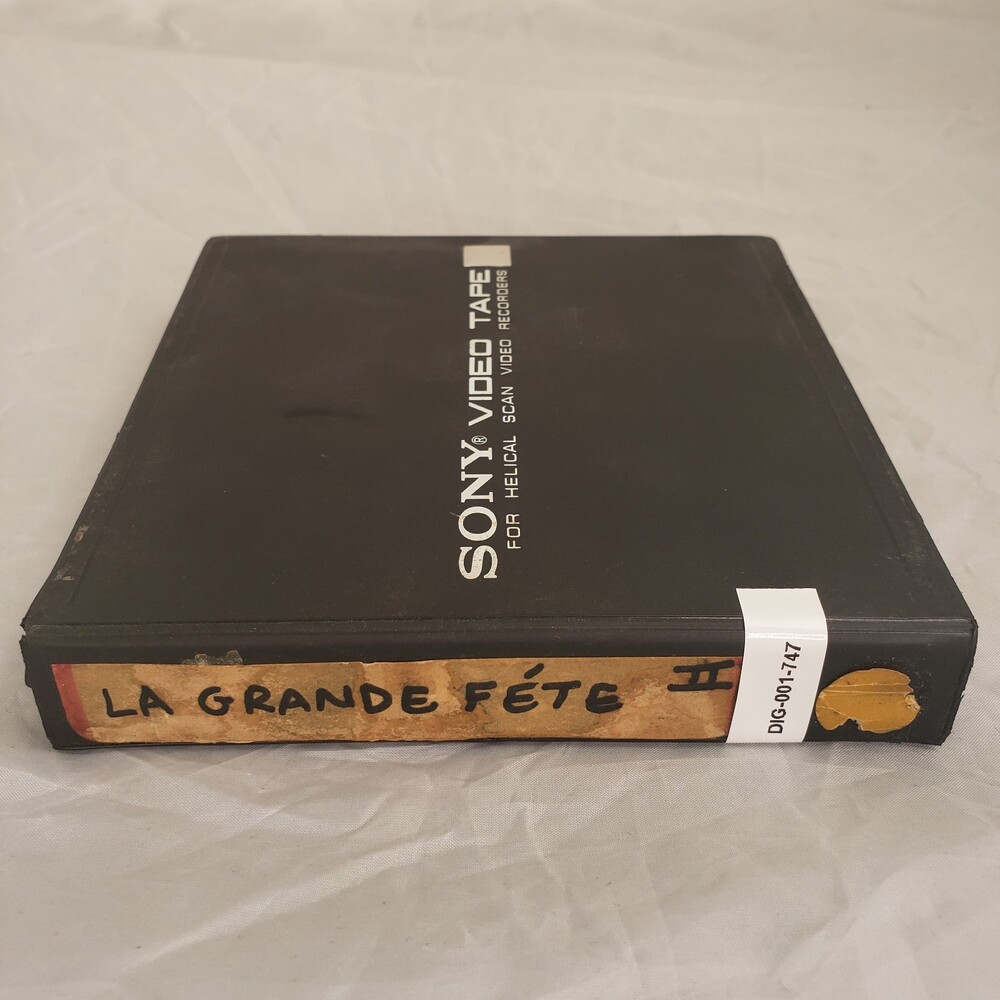 SONY® VIDEO TAPE
FOR HELICAL SCAN VIDEO RECORDERS
LA GRANDE FÉTE
II
DIG-001-747